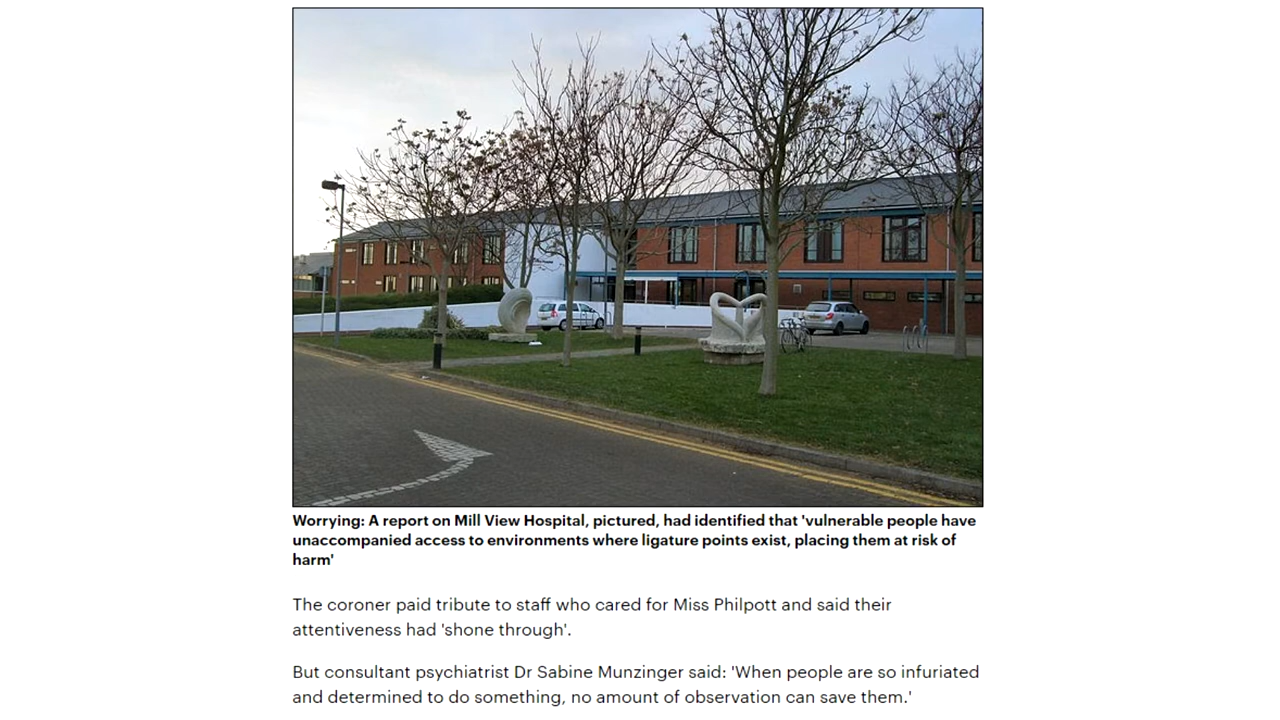 Worrying: A report on Mill View Hospital, pictured, had identified that 'vulnerable people have
unaccompanied access to environments where ligature points exist, placing them at risk of
harm'
The coroner paid tribute to staff who cared for Miss Philpott and said their
attentiveness had 'shone through'.
But consultant psychiatrist Dr Sabine Munzinger said: 'When people are so infuriated
and determined to do something, no amount of observation can save them.'